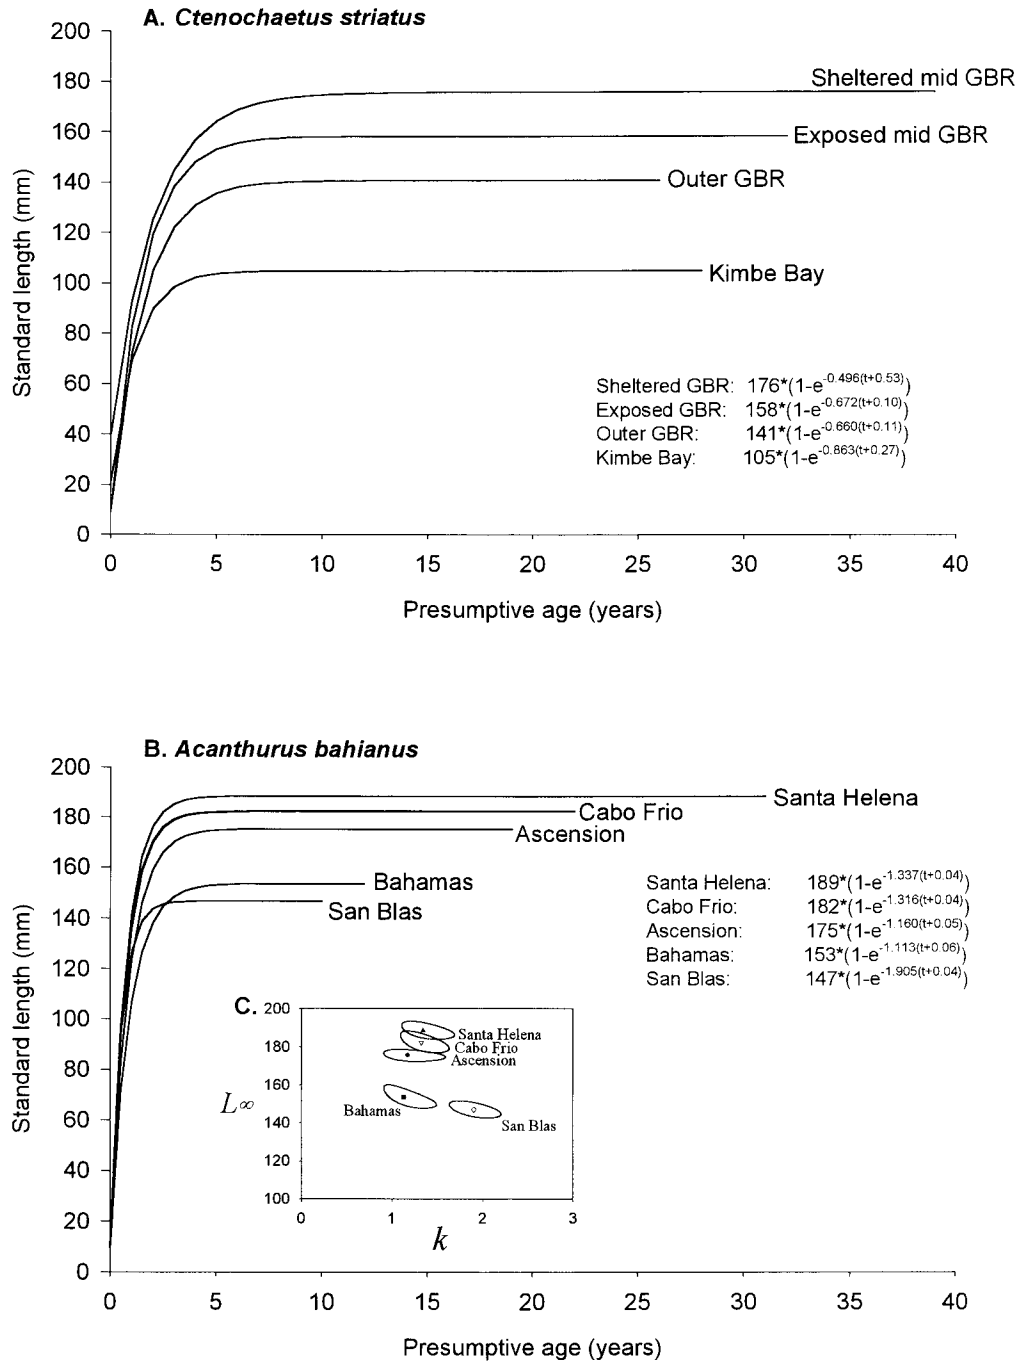 A. Ctenochaetus striatus
200
180
160
140
120
100
80
60
40
20
0
Standard length (mm)
Sheltered mid GBR
Exposed mid GBR
Outer GBR
Kimbe Bay
Sheltered GBR: 176*(1-e^-0.496(t+0.53))
Exposed GBR: 158*(1-e^-0.672(t+0.10))
Outer GBR: 141*(1-e^-0.660(t+0.11))
Kimbe Bay: 105*(1-e^-0.863(t+0.27))
0 5 10 15 20 25 30 35 40
Presumptive age (years)
B. Acanthurus bahianus
200
180
160
140
120
100
80
60
40
20
0
Standard length (mm)
Santa Helena
Cabo Frio
Ascension
Bahamas
San Blas
Santa Helena: 189*(1-e^-1.337(t+0.04))
Cabo Frio: 182*(1-e^-1.316(t+0.04))
Ascension: 175*(1-e^-1.160(t+0.05))
Bahamas: 153*(1-e^-1.113(t+0.06))
San Blas: 147*(1-e^-1.905(t+0.04))
C.
200
180
160
140
120
100
L∞
Santa Helena
Cabo Frio
Ascension
Bahamas
San Blas
0 1 2 3
k
0 5 10 15 20 25 30 35 40
Presumptive age (years)